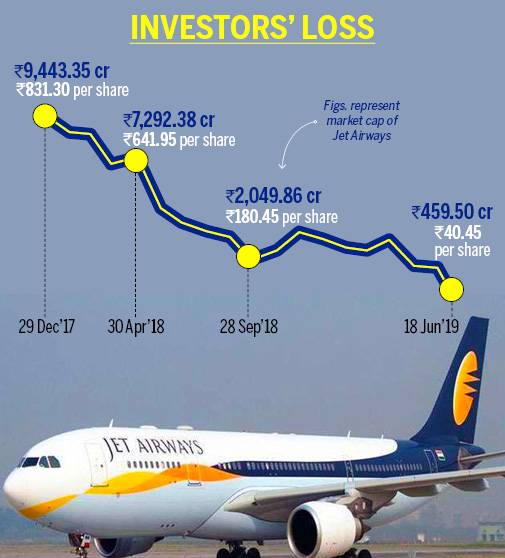 INVESTORS' LOSS
₹9,443.35 cr
₹831.30 per share
₹7,292.38 cr
₹641.95 per share
Figs. represent
market cap of
Jet Airways
₹2,049.86 cr
₹180.45 per share
₹459.50 cr
₹40.45
per share
29 Dec'17
30 Apr'18
28 Sep'18
18 Jun'19
JET AIRWAYS